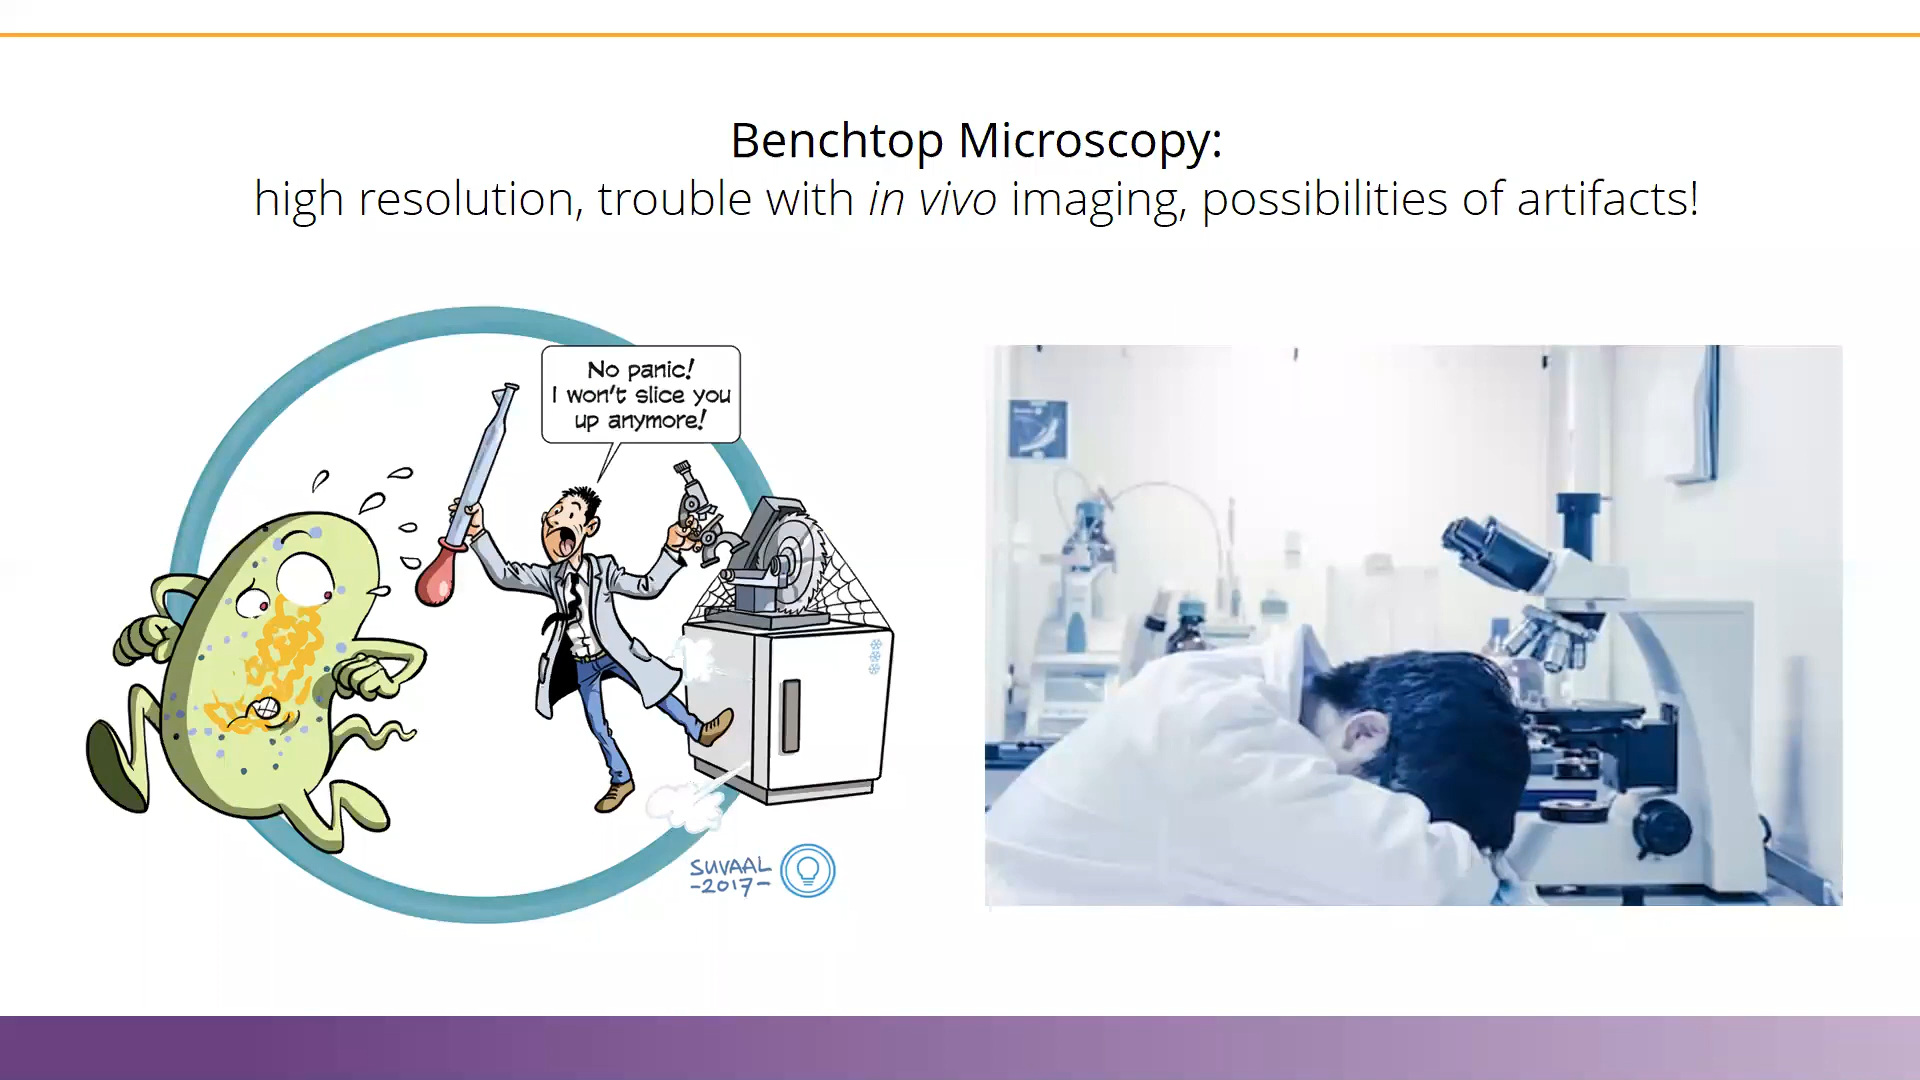 Benchtop Microscopy:
high resolution, trouble with in vivo imaging, possibilities of artifacts!
No panic!
I won't slice you
up anymore!
SUVAAL
-2017-